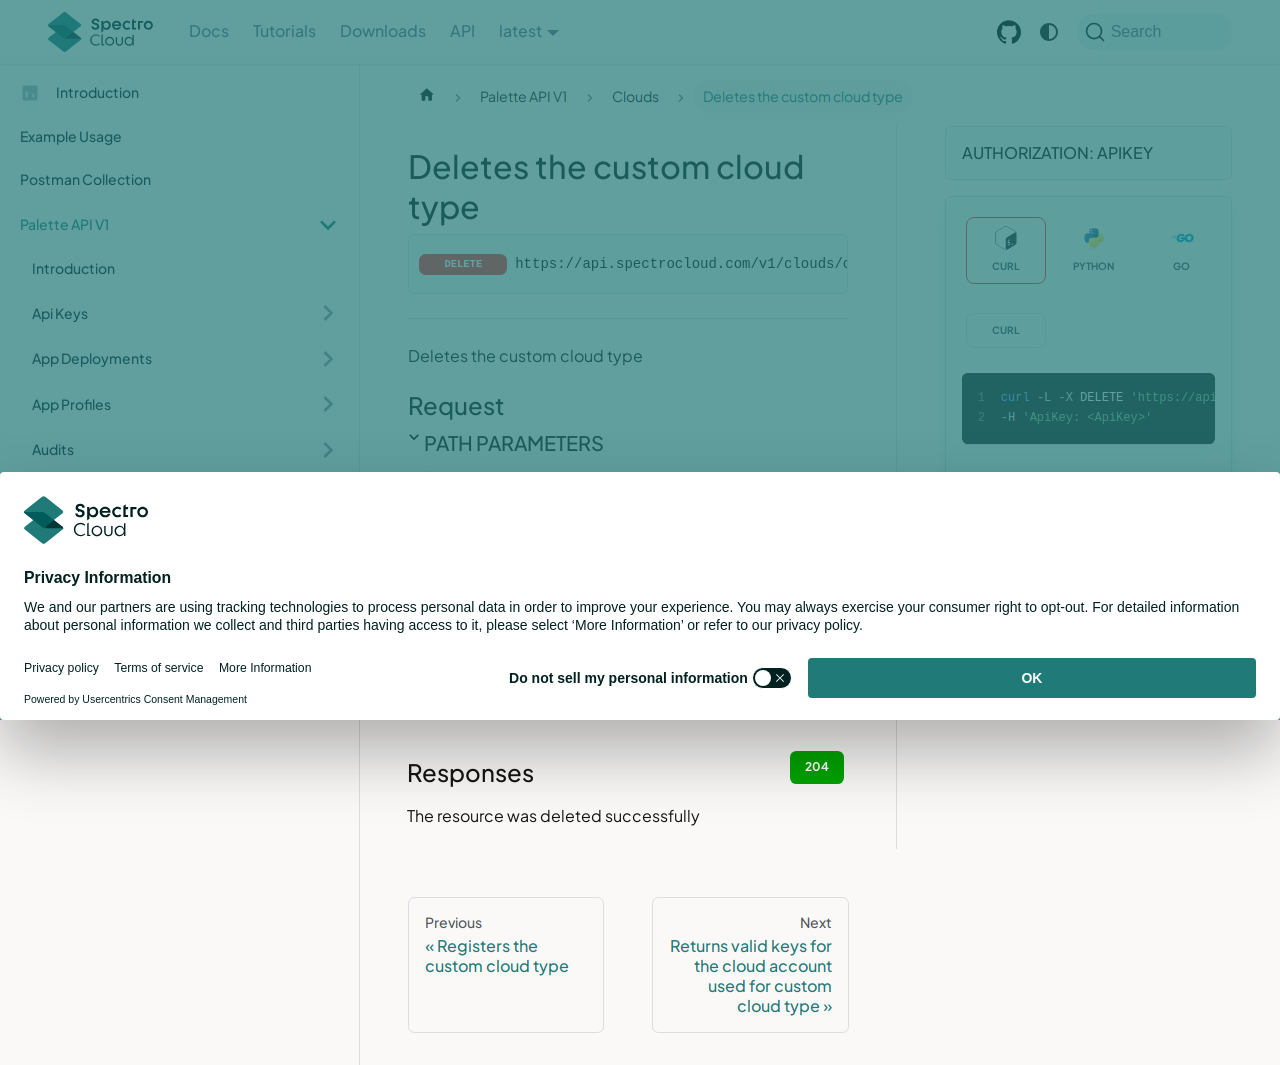 Spectro Cloud
Docs
Tutorials
Downloads
API
latest
Search
Introduction
Example Usage
Postman Collection
Palette API V1
Introduction
Api Keys
App Deployments
App Profiles
Audits
Palette API V1
Clouds
Deletes the custom cloud type
Deletes the custom cloud
type
DELETE https://api.spectrocloud.com/v1/clouds/c
Deletes the custom cloud type
Request
PATH PARAMETERS
AUTHORIZATION: APIKEY
CURL
PYTHON
GO
CURL
1 curl -L -X DELETE 'https://api
2 -H 'ApiKey: <ApiKey>'
Spectro
Cloud
Privacy Information
We and our partners are using tracking technologies to process personal data in order to improve your experience. You may always exercise your consumer right to opt-out. For detailed information
about personal information we collect and third parties having access to it, please select ‘More Information’ or refer to our privacy policy.
Privacy policy
Terms of service
More Information
Powered by Usercentrics Consent Management
Do not sell my personal information
OK
Responses
204
The resource was deleted successfully
Previous
« Registers the
custom cloud type
Next
Returns valid keys for
the cloud account
used for custom
cloud type »